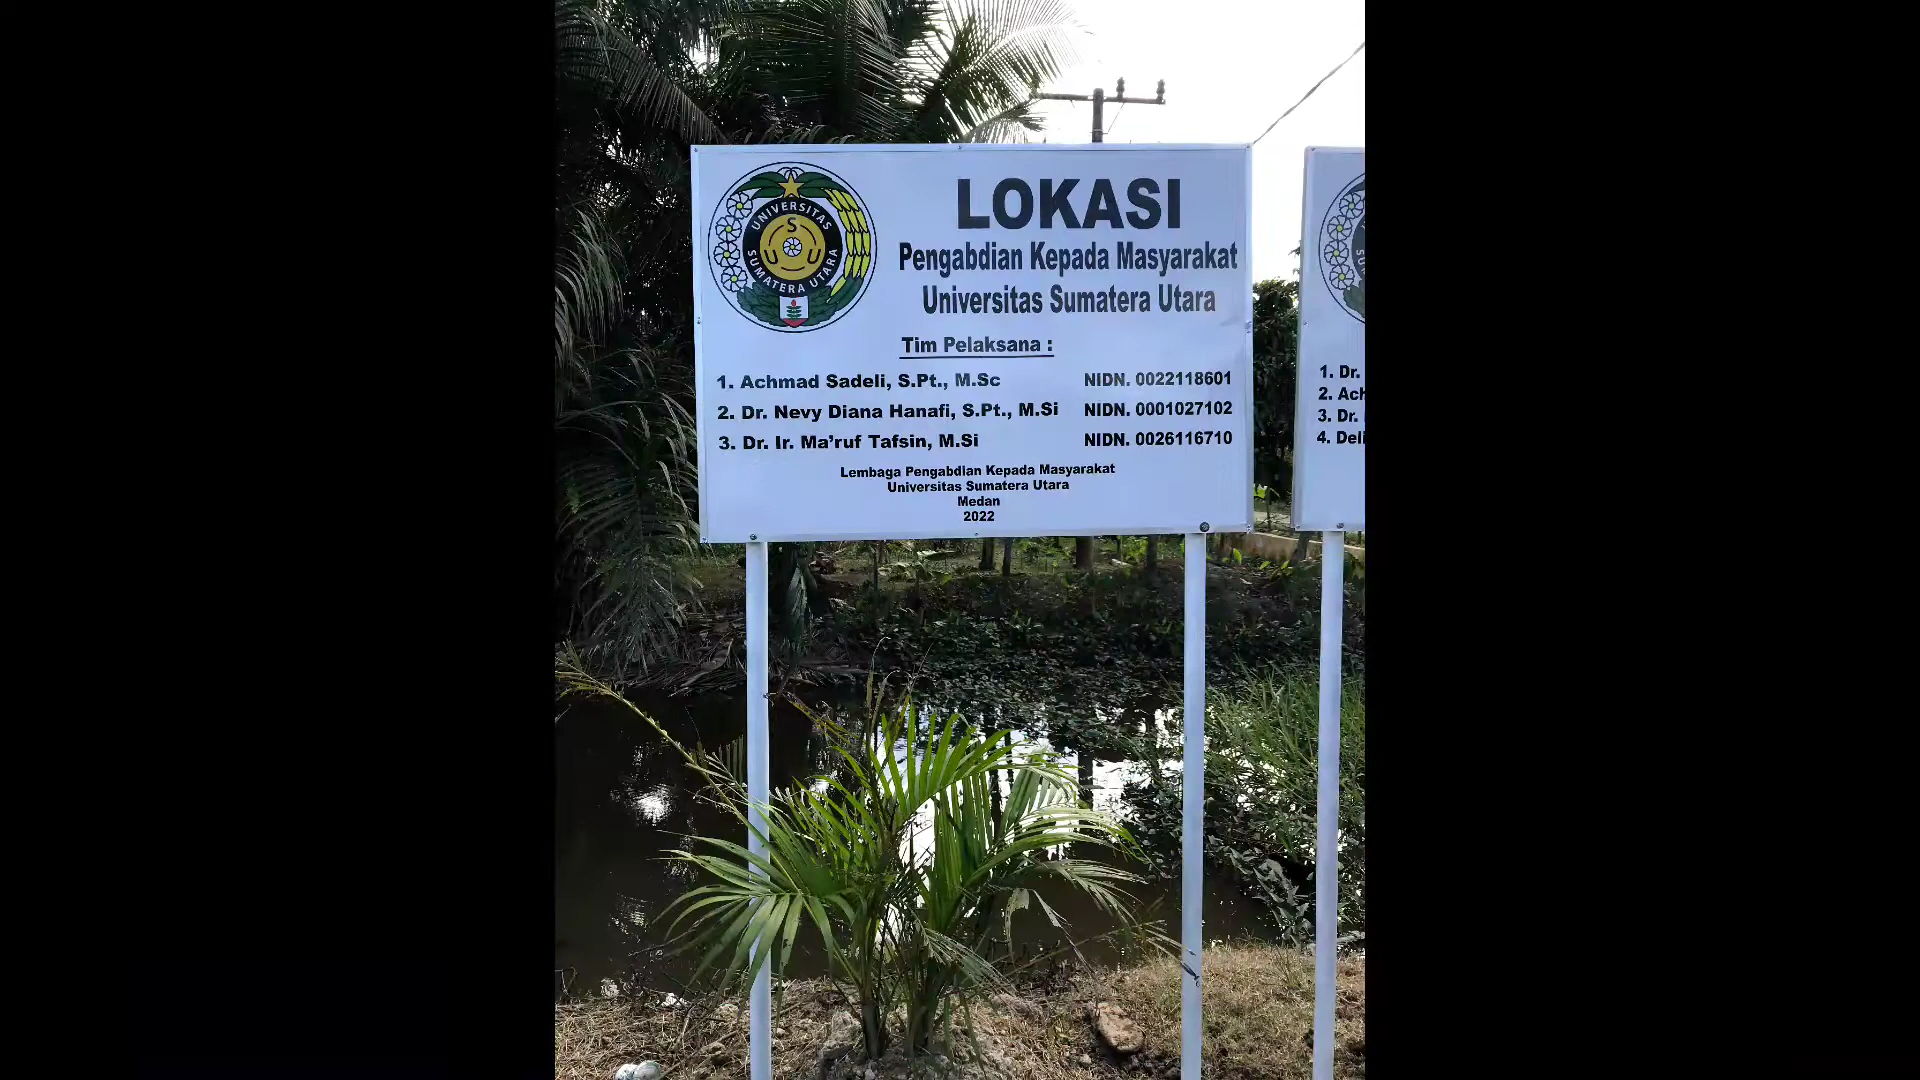 UNIVERSITAS
SUMATERA UTARA
S
U U
LOKASI
Pengabdian Kepada Masyarakat
Universitas Sumatera Utara
Tim Pelaksana :
1. Achmad Sadeli, S.Pt., M.Sc NIDN. 0022118601
2. Dr. Nevy Diana Hanafi, S.Pt., M.Si NIDN. 0001027102
3. Dr. Ir. Ma'ruf Tafsin, M.Si NIDN. 0026116710
Lembaga Pengabdian Kepada Masyarakat
Universitas Sumatera Utara
Medan
2022
1. Dr.
2. Ach
3. Dr.
4. Deli